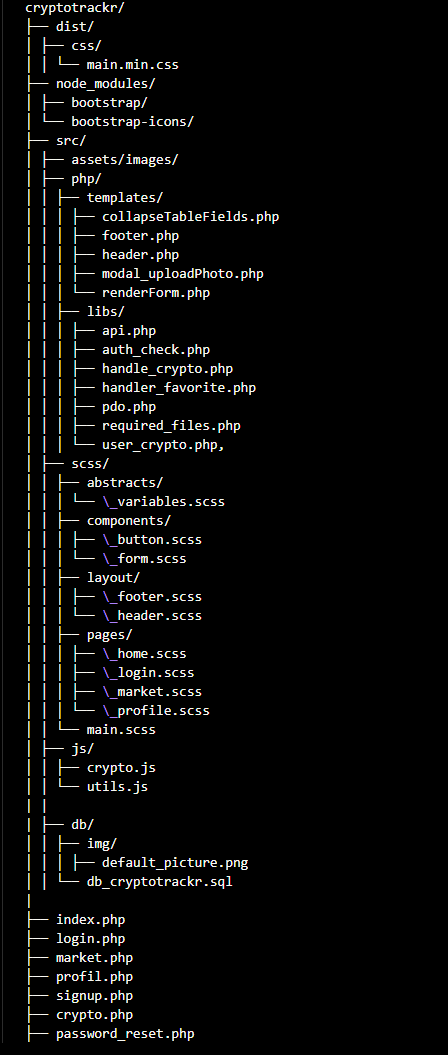 cryptotrackr/
├── dist/
│ ├── css/
│ │ └── main.min.css
├── node_modules/
│ ├── bootstrap/
│ └── bootstrap-icons/
├── src/
│ ├── assets/images/
│ ├── php/
│ │ ├── templates/
│ │ │ ├── collapseTableFields.php
│ │ │ ├── footer.php
│ │ │ ├── header.php
│ │ │ ├── modal_uploadPhoto.php
│ │ │ └── renderForm.php
│ │ ├── libs/
│ │ │ ├── api.php
│ │ │ ├── auth_check.php
│ │ │ ├── handle_crypto.php
│ │ │ ├── handler_favorite.php
│ │ │ ├── pdo.php
│ │ │ ├── required_files.php
│ │ │ └── user_crypto.php,
│ ├── scss/
│ │ ├── abstracts/
│ │ │ └── \_variables.scss
│ │ ├── components/
│ │ │ ├── \_button.scss
│ │ │ └── \_form.scss
│ │ ├── layout/
│ │ │ ├── \_footer.scss
│ │ │ └── \_header.scss
│ │ ├── pages/
│ │ │ ├── \_home.scss
│ │ │ ├── \_login.scss
│ │ │ ├── \_market.scss
│ │ │ └── \_profile.scss
│ │ └── main.scss
│ ├── js/
│ │ ├── crypto.js
│ │ └── utils.js
│ │
│ ├── db/
│ │ ├── img/
│ │ │ ├── default_picture.png
│ │ └── db_cryptotrackr.sql
│
├── index.php
├── login.php
├── market.php
├── profil.php
├── signup.php
├── crypto.php
├── password_reset.php